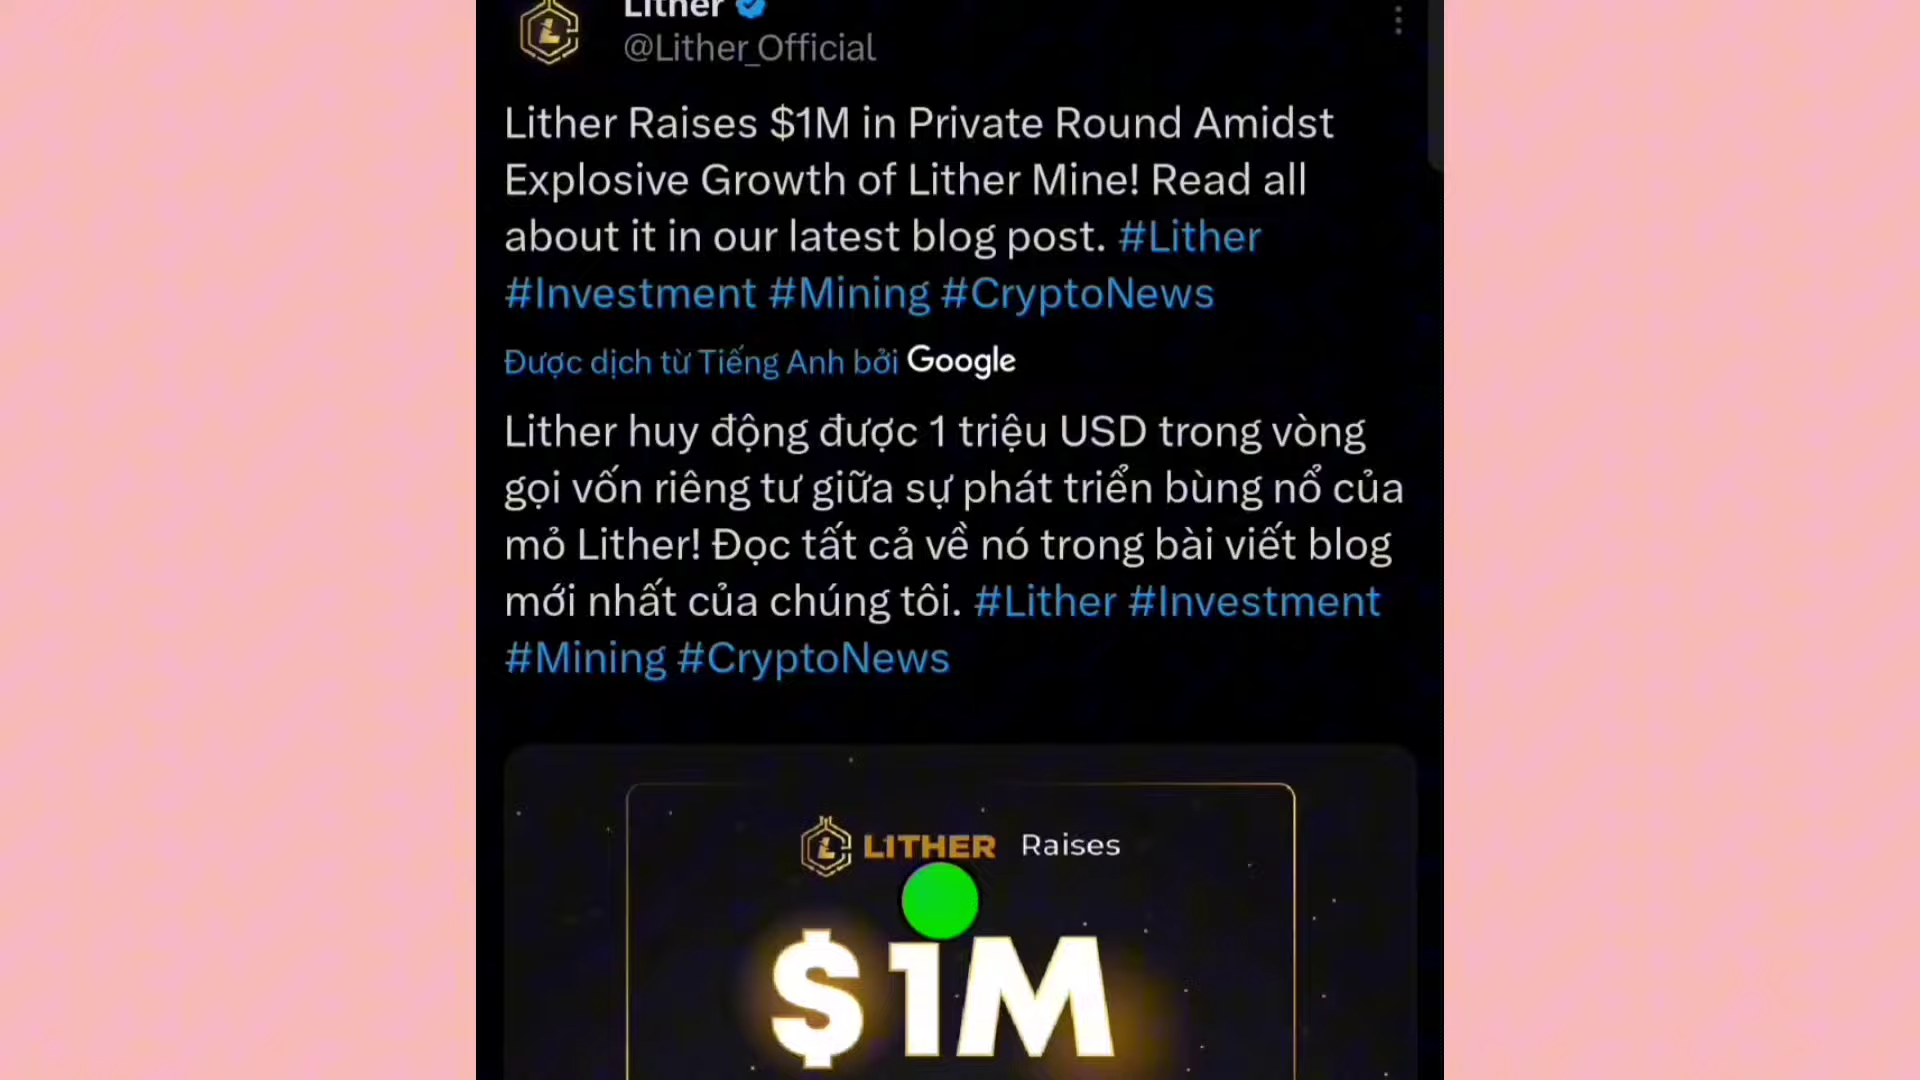 Lither
@Lither_Official
Lither Raises $1M in Private Round Amidst
Explosive Growth of Lither Mine! Read all
about it in our latest blog post. #Lither
#Investment #Mining #CryptoNews
Được dịch từ Tiếng Anh bởi Google
Lither huy động được 1 triệu USD trong vòng
gọi vốn riêng tư giữa sự phát triển bùng nổ của
mỏ Lither! Đọc tất cả về nó trong bài viết blog
mới nhất của chúng tôi. #Lither #Investment
#Mining #CryptoNews
LITHER Raises
$1M